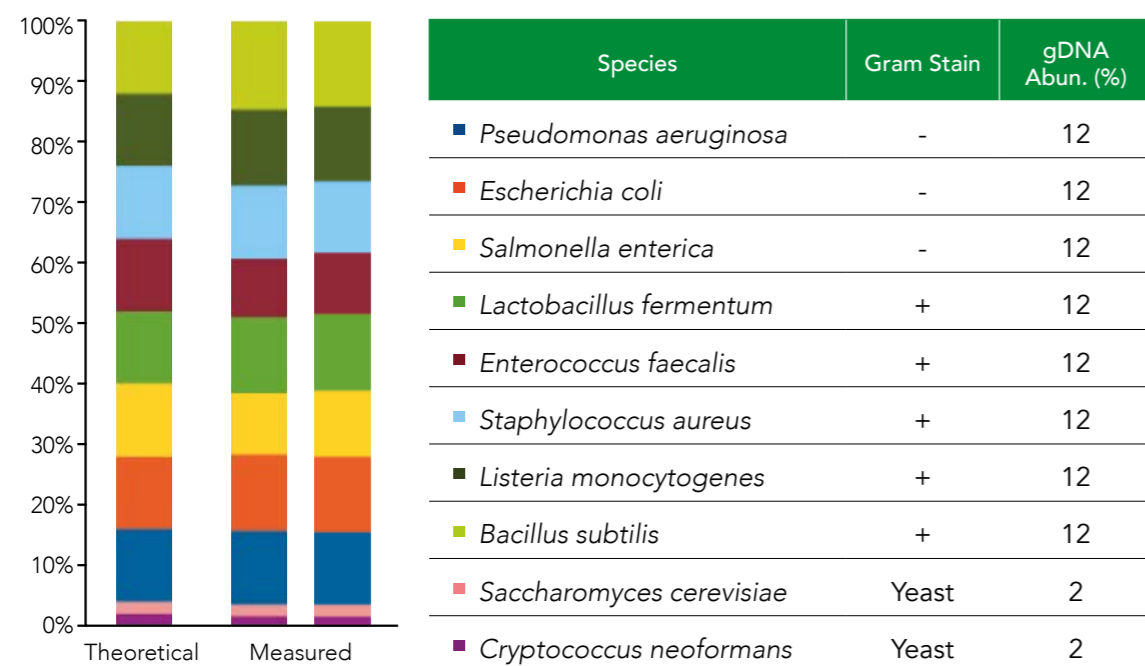 100%
90%
80%
70%
60%
50%
40%
30%
20%
10%
0%
Theoretical Measured
Species Gram Stain gDNA Abun. (%)
Pseudomonas aeruginosa - 12
Escherichia coli - 12
Salmonella enterica - 12
Lactobacillus fermentum + 12
Enterococcus faecalis + 12
Staphylococcus aureus + 12
Listeria monocytogenes + 12
Bacillus subtilis + 12
Saccharomyces cerevisiae Yeast 2
Cryptococcus neoformans Yeast 2